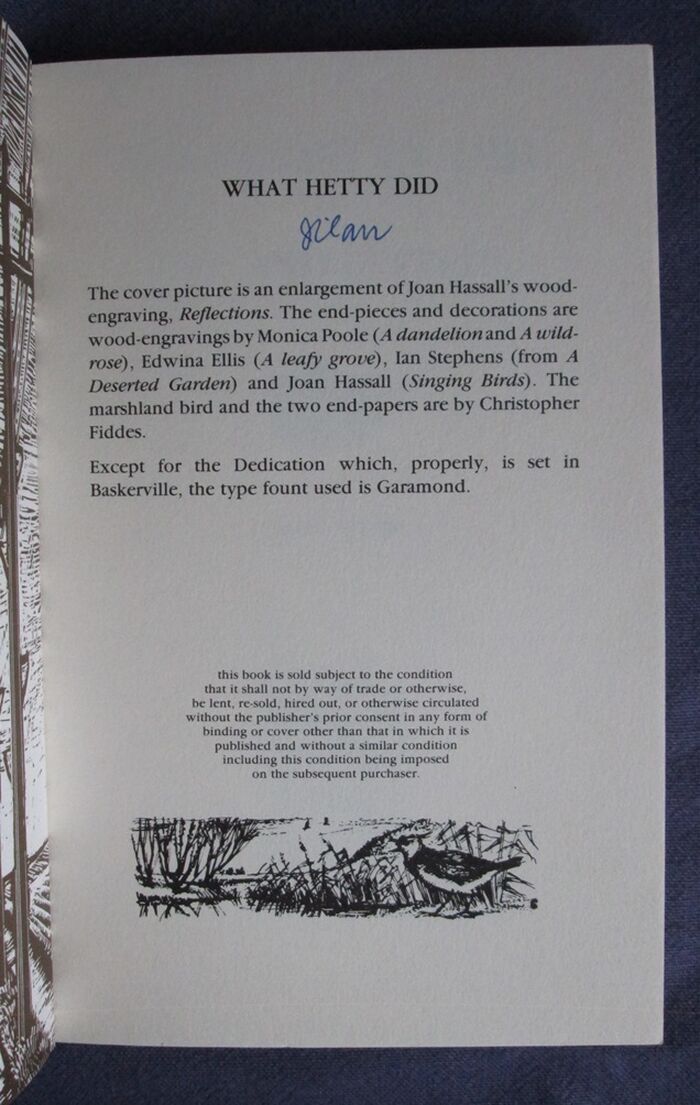 WHAT HETTY DID
The cover picture is an enlargement of Joan Hassall's wood-
engraving, Reflections. The end-pieces and decorations are
wood-engravings by Monica Poole (A dandelion and A wild-
rose), Edwina Ellis (A leafy grove), Ian Stephens (from A
Deserted Garden) and Joan Hassall (Singing Birds). The
marshland bird and the two end-papers are by Christopher
Fiddes.
Except for the Dedication which, properly, is set in
Baskerville, the type fount used is Garamond.
this book is sold subject to the condition
that it shall not by way of trade or otherwise,
be lent, re-sold, hired out, or otherwise circulated
without the publisher's prior consent in any form of
binding or cover other than that in which it is
published and without a similar condition
including this condition being imposed
on the subsequent purchaser.